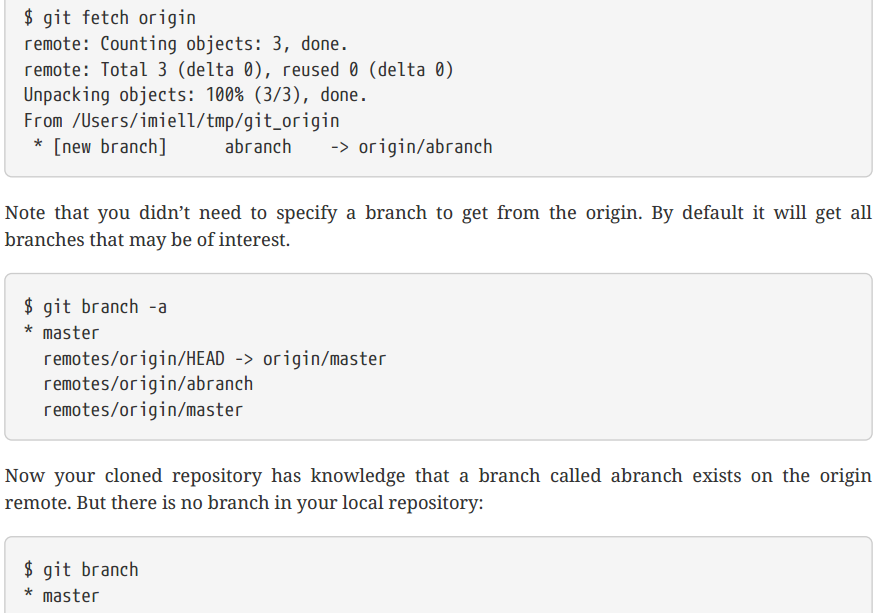 $ git fetch origin
remote: Counting objects: 3, done.
remote: Total 3 (delta 0), reused 0 (delta 0)
Unpacking objects: 100% (3/3), done.
From /Users/imiell/tmp/git_origin
 * [new branch]      abranch    -> origin/abranch
Note that you didn’t need to specify a branch to get from the origin. By default it will get all
branches that may be of interest.
$ git branch -a
* master
  remotes/origin/HEAD -> origin/master
  remotes/origin/abranch
  remotes/origin/master
Now your cloned repository has knowledge that a branch called abranch exists on the origin
remote. But there is no branch in your local repository:
$ git branch
* master